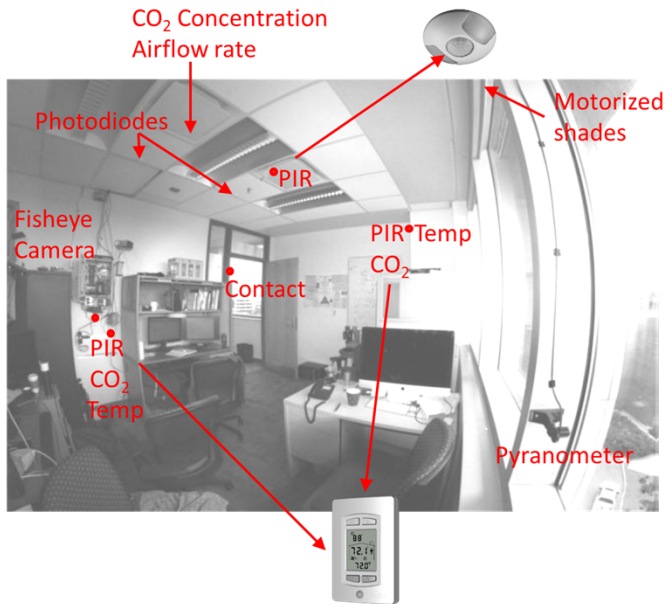 CO₂ Concentration
Airflow rate
Motorized
shades
Photodiodes
PIR
Fisheye
Camera
PIR Temp
CO₂
Contact
PIR
CO₂
Temp
Pyranometer
88
72.1
72.0